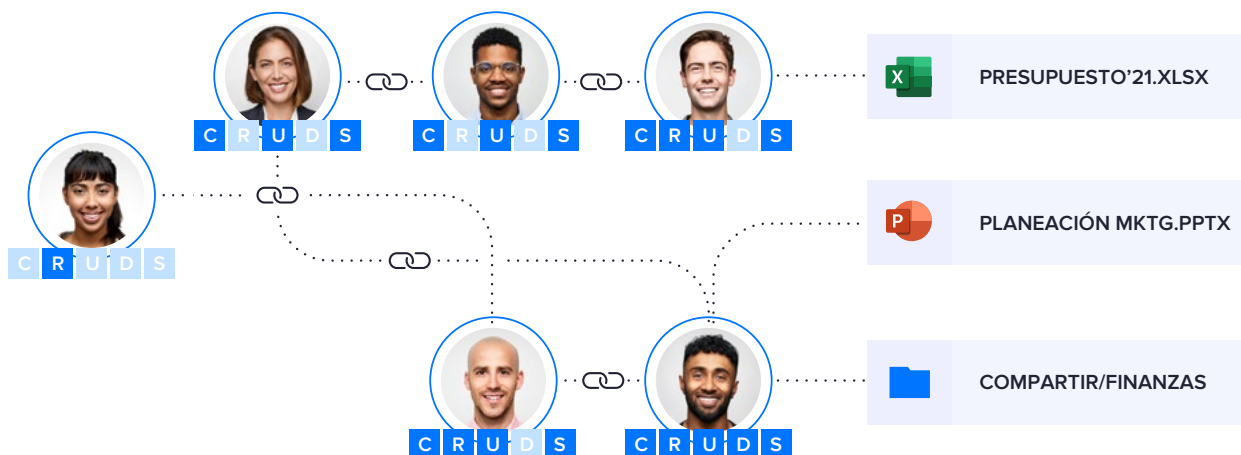 C R U D S
C R U D S
C R U D S
X PRESUPUESTO’21.XLSX
C R U D S
P PLANEACIÓN MKTG.PPTX
C R U D S
C R U D S
COMPARTIR/FINANZAS